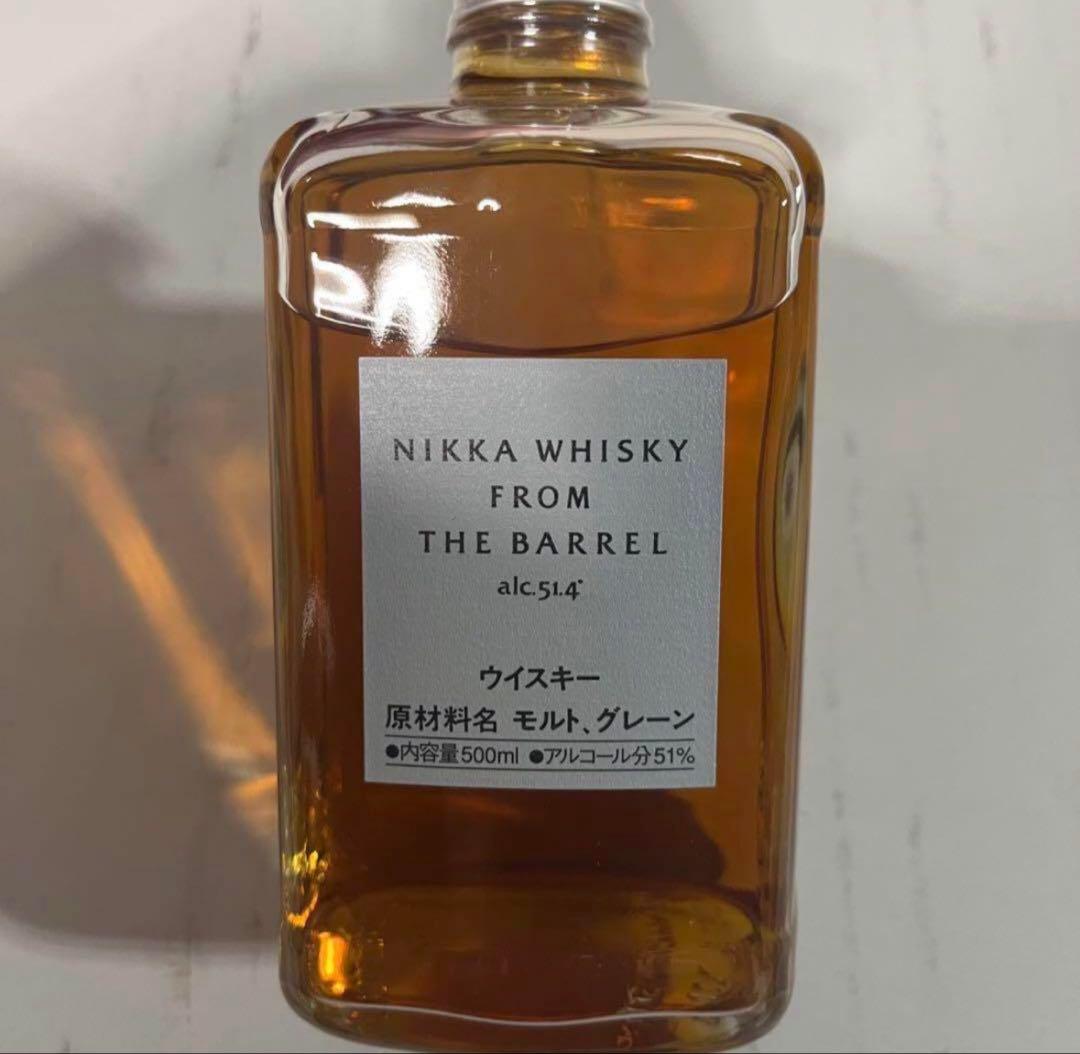 NIKKA WHISKY
FROM
THE BARREL
alc.51.4°
ウイスキー
原材料名 モルト、グレーン
●内容量500ml ●アルコール分51%